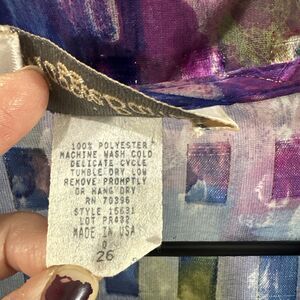 100% POLYESTER
MACHINE WASH COLD
DELICATE CYCLE
TUMBLE DRY LOW
REMOVE PROMPTLY
OR HANG DRY
RN 70396
STYLE 15631
LOT PR432
MADE IN USA
0
26